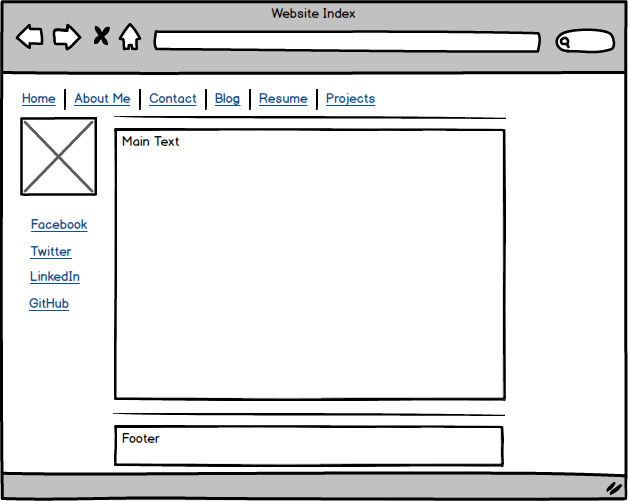 Website Index
Home | About Me | Contact | Blog | Resume | Projects
Main Text
Facebook
Twitter
LinkedIn
GitHub
Footer